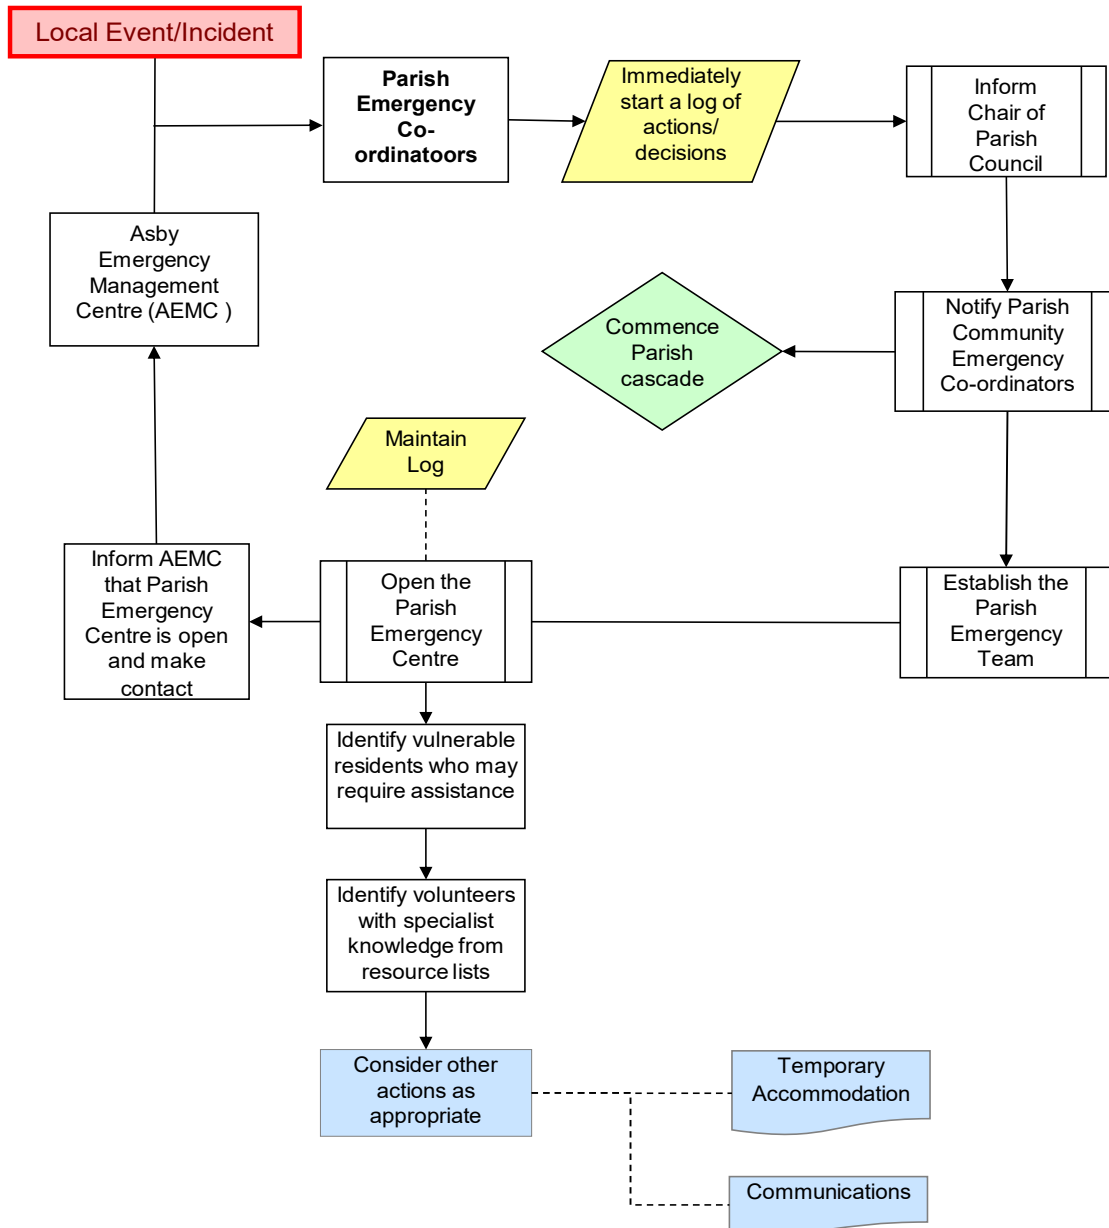 Local Event/Incident
Parish
Emergency
Co-
ordinatoors
Immediately
start a log of
actions/
decisions
Inform
Chair of
Parish
Council
Asby
Emergency
Management
Centre (AEMC )
Commence
Parish
cascade
Notify Parish
Community
Emergency
Co-ordinators
Maintain
Log
Inform AEMC
that Parish
Emergency
Centre is open
and make
contact
Open the
Parish
Emergency
Centre
Establish the
Parish
Emergency
Team
Identify vulnerable
residents who may
require assistance
Identify volunteers
with specialist
knowledge from
resource lists
Consider other
actions as
appropriate
Temporary
Accommodation
Communications